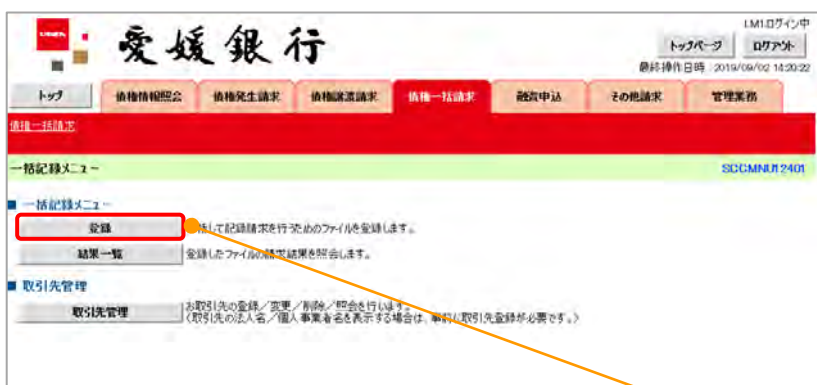 愛媛銀行
LM1.ログイン中
トップページ ログアウト
最終操作日時：2019/09/02 14:20:22
トップ 債権情報照会 債権発生請求 債権譲渡請求 債権一括請求 融資申込 その他請求 管理業務
債権一括請求
一括記録メニュー SCCMNU12401
■ 一括記録メニュー
登録 括して記録請求を行うためのファイルを登録します。
結果一覧 登録したファイルの請求結果を照会します。
■ 取引先管理
取引先管理 お取引先の登録／変更／削除／照会を行います。
（取引先の法人名／個人事業者名を表示する場合は、事前に取引先登録が必要です。）